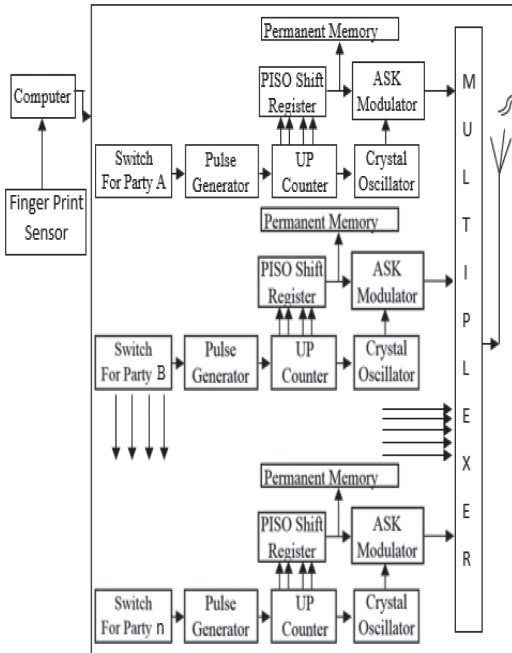 Computer
Finger Print
Sensor
Permanent Memory
PISO Shift
Register
ASK
Modulator
Switch
For Party A
Pulse
Generator
UP
Counter
Crystal
Oscillator
Permanent Memory
PISO Shift
Register
ASK
Modulator
Switch
For Party B
Pulse
Generator
UP
Counter
Crystal
Oscillator
Permanent Memory
PISO Shift
Register
ASK
Modulator
Switch
For Party n
Pulse
Generator
UP
Counter
Crystal
Oscillator
M
U
L
T
I
P
L
E
X
E
R